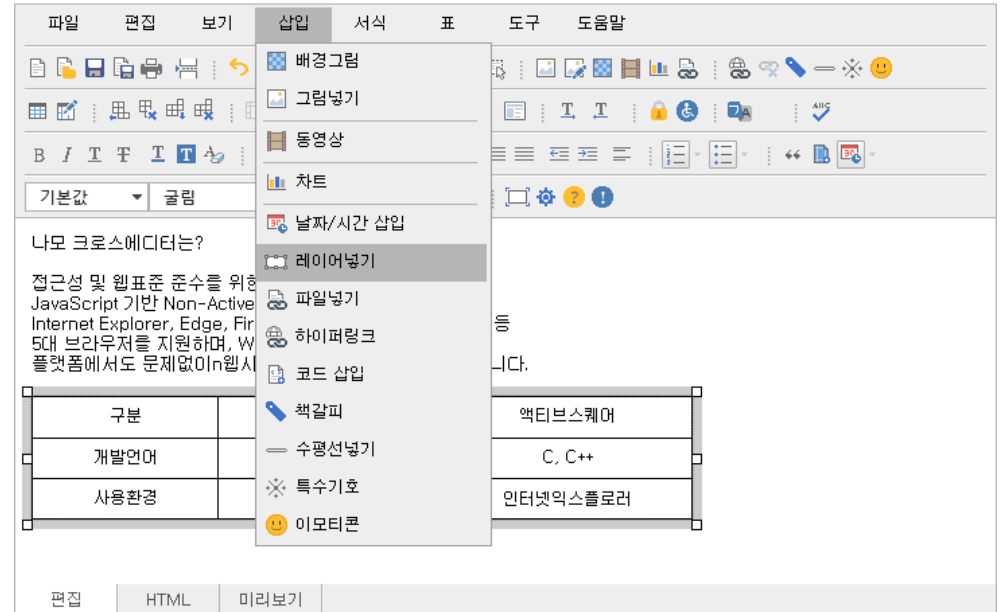 파일 편집 보기 삽입 서식 표 도구 도움말
배경그림
그림넣기
동영상
차트
날짜/시간 삽입
레이어넣기
파일넣기
하이퍼링크
코드 삽입
책갈피
수평선넣기
특수기호
이모티콘
기본값 굴림
나모 크로스에디터는?
접근성 및 웹표준 준수를 위한
JavaScript 기반 Non-Active
Internet Explorer, Edge, Fir 등
5대 브라우저를 지원하며, W
플랫폼에서도 문제없이n웹시 니다.
구분 액티브스퀘어
개발언어 C, C++
사용환경 인터넷익스플로러
편집 HTML 미리보기